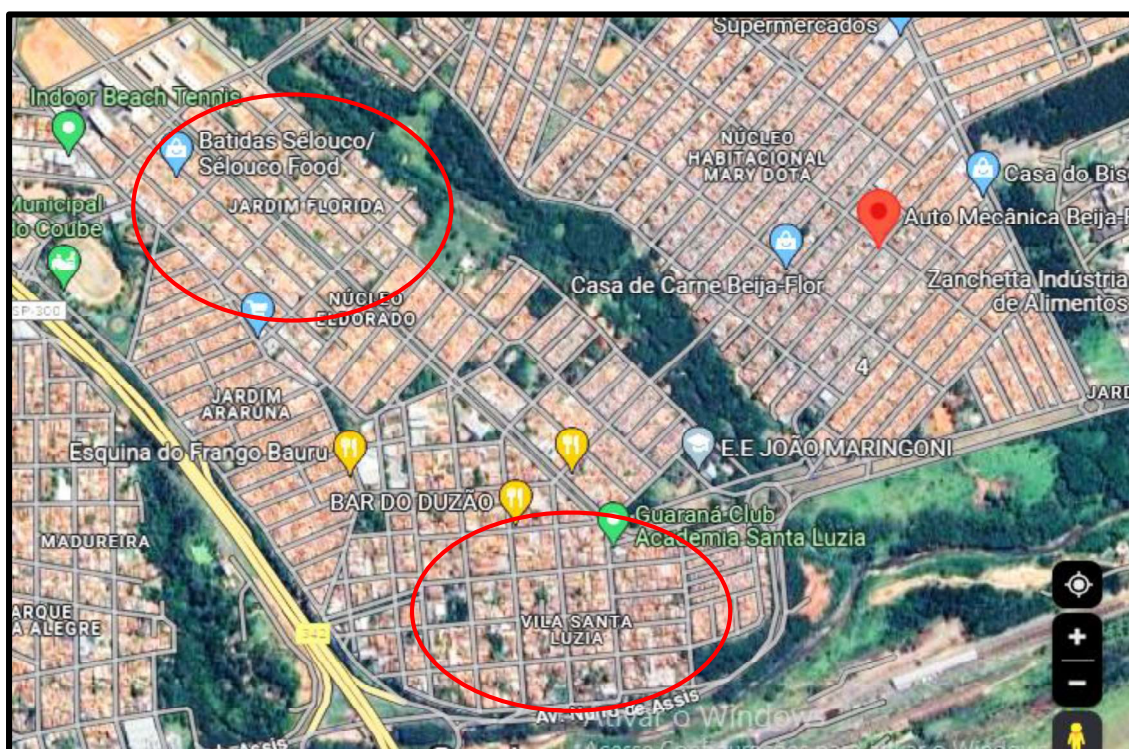 Supermercados
Indoor Beach Tennis
Batidas Sélouco/
Sélouco Food
NÚCLEO
HABITACIONAL
MARY DOTA
Casa do Bis
JARDIM FLORIDA
Municipal
do Coube
Auto Mecânica Beija-F
Casa de Carne Beija-Flor
Zanchetta Indústria
de Alimentos
NÚCLEO
ELDORADO
SP-300
4
JARDIM
ARARUNA
JARD
Esquina do Frango Bauru
E.E JOÃO MARINGONI
BAR DO DUZÃO
Guaraná Club
Academia Santa Luzia
MADUREIRA
ARQUE
A ALEGRE
VILA SANTA
LUZIA
342
Av. Nuno de Assis
Ativar o Windows
Assis